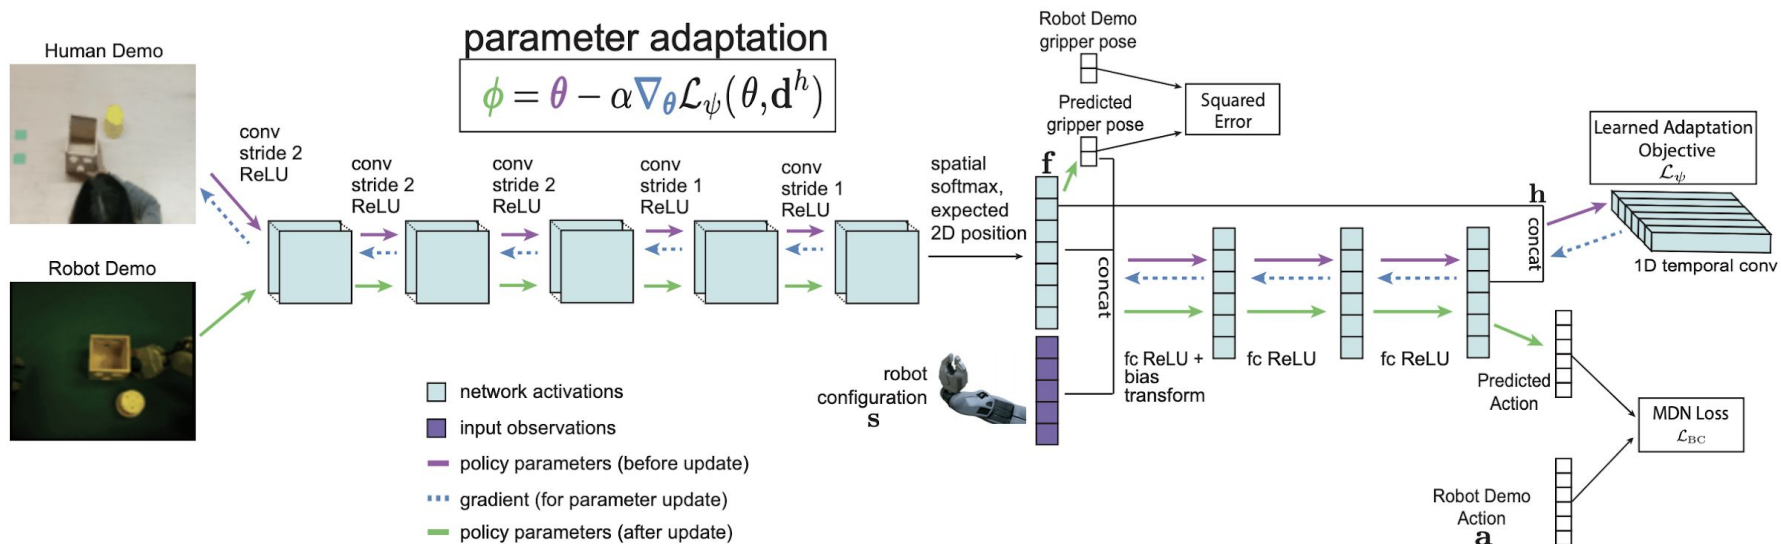 parameter adaptation
ϕ = θ − α∇θℒψ(θ,dʰ)
Human Demo
Robot Demo
conv
stride 2
ReLU
conv
stride 2
ReLU
conv
stride 2
ReLU
conv
stride 1
ReLU
conv
stride 1
ReLU
spatial
softmax,
expected
2D position
f
Robot Demo
gripper pose
Predicted
gripper pose
Squared
Error
concat
robot
configuration
s
fc ReLU +
bias
transform
fc ReLU
fc ReLU
h
concat
Learned Adaptation
Objective
ℒψ
1D temporal conv
Predicted
Action
MDN Loss
ℒBC
Robot Demo
Action
a
network activations
input observations
policy parameters (before update)
gradient (for parameter update)
policy parameters (after update)